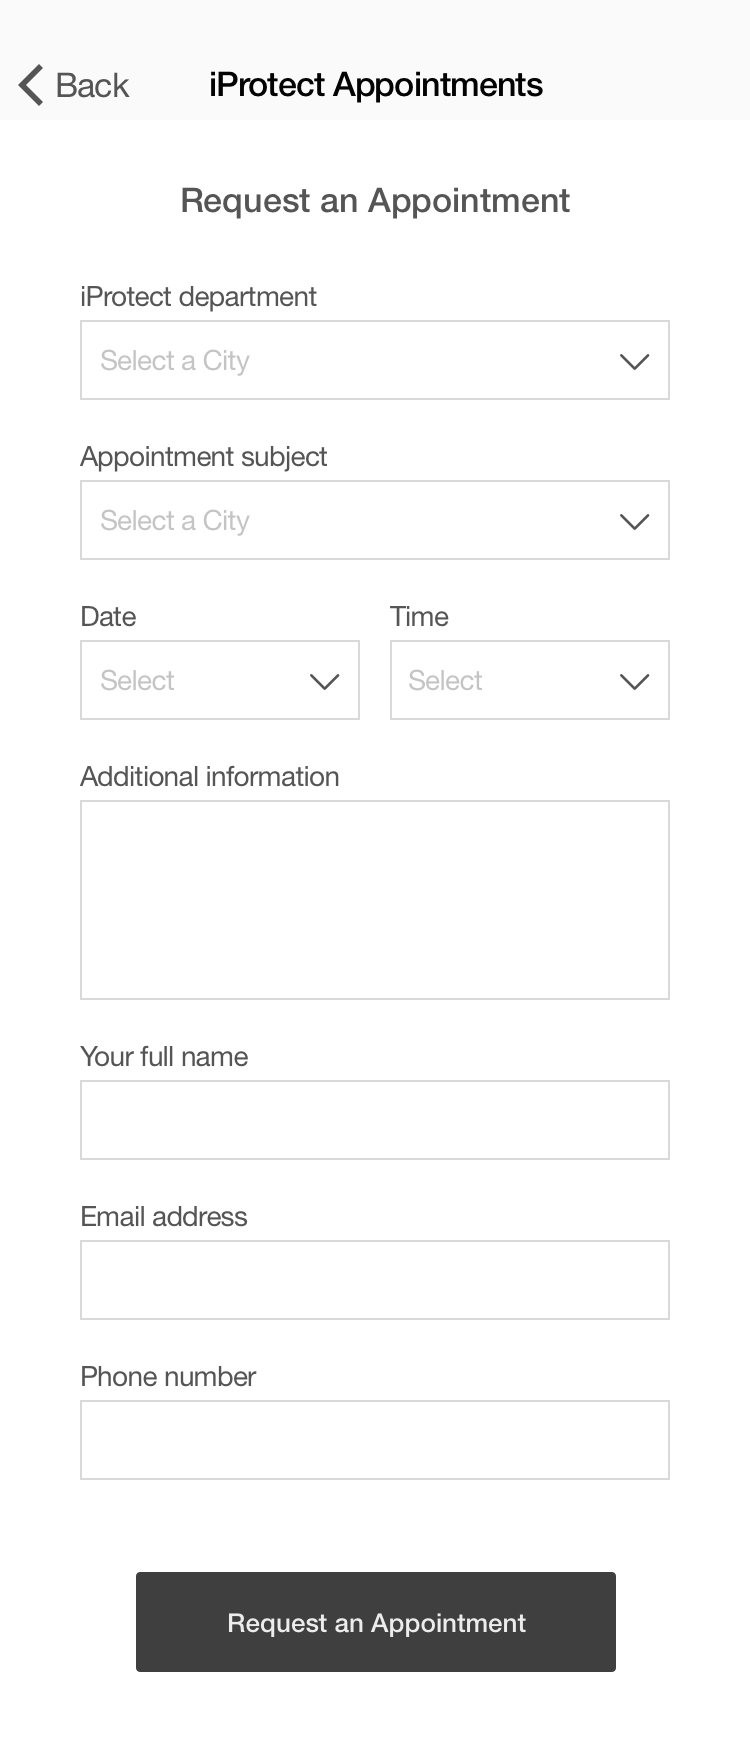 Back
iProtect Appointments
Request an Appointment
iProtect department
Select a City
Appointment subject
Select a City
Date
Time
Select
Select
Additional information
Your full name
Email address
Phone number
Request an Appointment